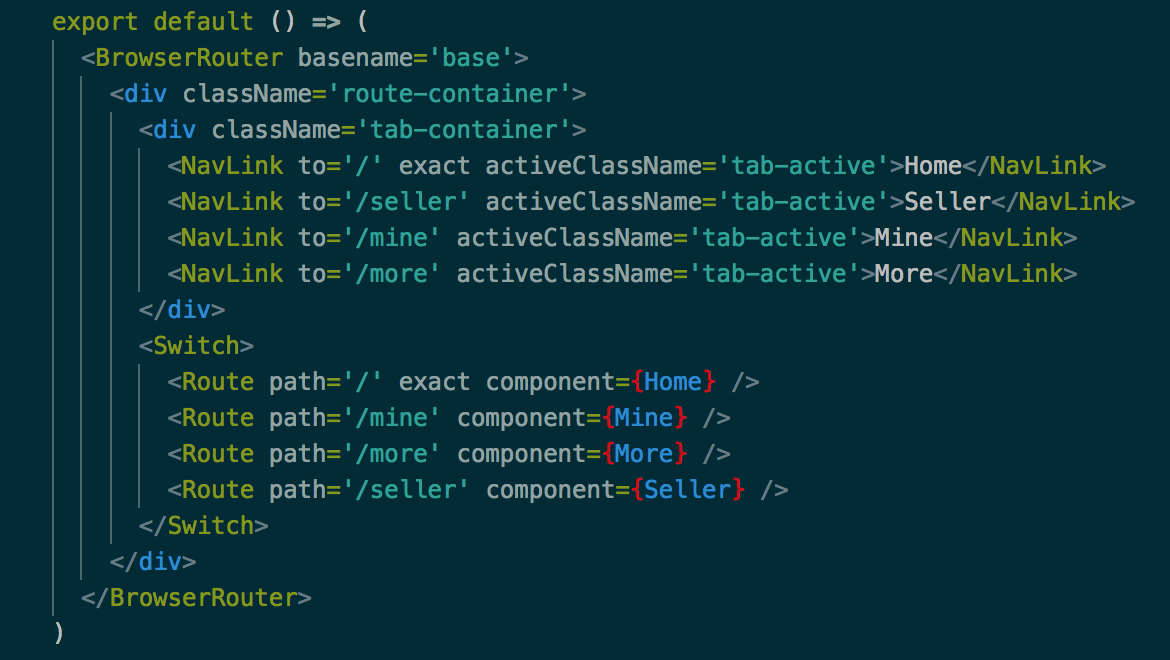 export default () => (
<BrowserRouter basename='base'>
<div className='route-container'>
<div className='tab-container'>
<NavLink to='/' exact activeClassName='tab-active'>Home</NavLink>
<NavLink to='/seller' activeClassName='tab-active'>Seller</NavLink>
<NavLink to='/mine' activeClassName='tab-active'>Mine</NavLink>
<NavLink to='/more' activeClassName='tab-active'>More</NavLink>
</div>
<Switch>
<Route path='/' exact component={Home} />
<Route path='/mine' component={Mine} />
<Route path='/more' component={More} />
<Route path='/seller' component={Seller} />
</Switch>
</div>
</BrowserRouter>
)